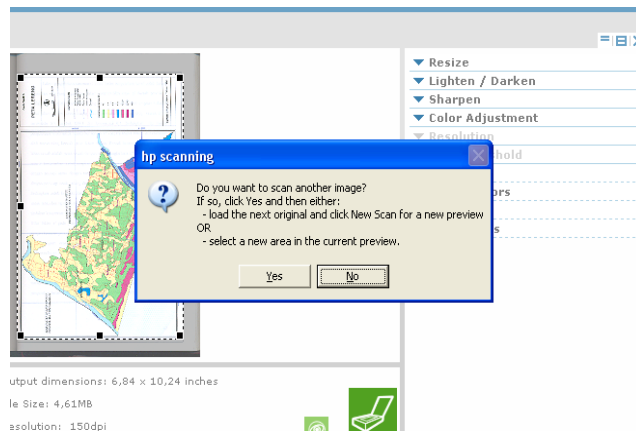 Resize
Lighten / Darken
Sharpen
Color Adjustment
Resolution
hp scanning
Do you want to scan another image?
If so, click Yes and then either:
- load the next original and click New Scan for a new preview
OR
- select a new area in the current preview.
Yes
No
utput dimensions: 6,84 x 10,24 inches
le Size: 4,61MB
esolution: 150dpi